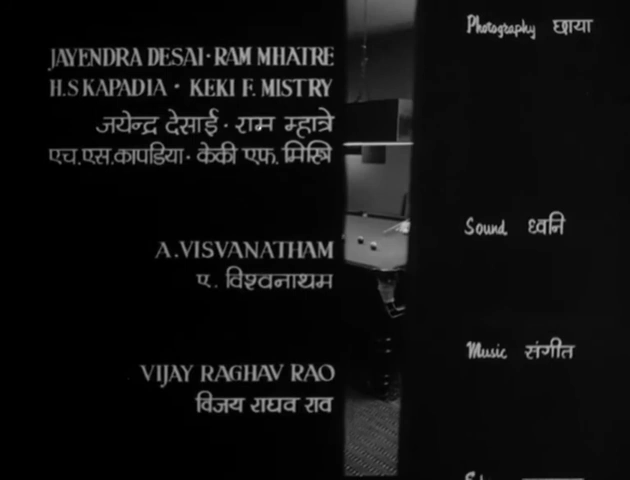 Photography छाया
JAYENDRA DESAI · RAM MHATRE
H.S KAPADIA · KEKI F. MISTRY
जयेन्द्र देसाई · राम म्हात्रे
एच.एस.कापडिया · केकी एफ. मिस्त्रि
Sound ध्वनि
A.VISVANATHAM
ए. विश्वनाथम
Music संगीत
VIJAY RAGHAV RAO
विजय राघव राव